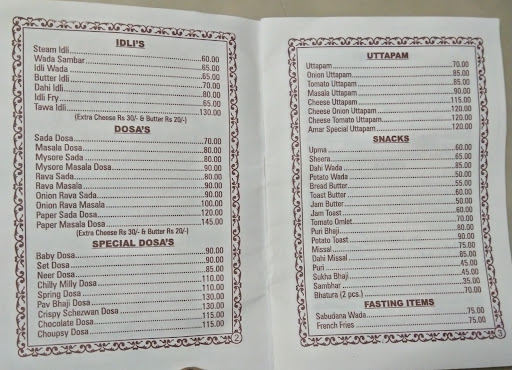 IDLI'S
Steam Idli 60.00
Wada Sambar 65.00
Idli Wada 65.00
Butter Idli 70.00
Dahi Idli 80.00
Idli Fry 65.00
Tawa Idli 130.00
(Extra Cheese Rs 30/- & Butter Rs 20/-)
DOSA'S
Sada Dosa 70.00
Masala Dosa 80.00
Mysore Sada 80.00
Mysore Masala Dosa 90.00
Rava Sada 80.00
Rava Masala 90.00
Onion Rava Sada 90.00
Onion Rava Masala 100.00
Paper Sada Dosa 120.00
Paper Masala Dosa 145.00
(Extra Cheese Rs 30/- & Butter Rs 20/-)
SPECIAL DOSA'S
Baby Dosa 90.00
Set Dosa 90.00
Neer Dosa 85.00
Chilly Milly Dosa 110.00
Spring Dosa 110.00
Pav Bhaji Dosa 130.00
Crispy Schezwan Dosa 130.00
Chocolate Dosa 115.00
Choupsy Dosa 115.00
2
UTTAPAM
Uttapam 70.00
Onion Uttapam 85.00
Tomato Uttapam 85.00
Masala Uttapam 90.00
Cheese Uttapam 115.00
Cheese Onion Uttapam 120.00
Cheese Tomato Uttapam 120.00
Amar Special Uttapam 120.00
SNACKS
Upma 60.00
Sheera 65.00
Dahi Wada 85.00
Potato Wada 50.00
Bread Butter 55.00
Toast Butter 60.00
Jam Butter 50.00
Jam Toast 60.00
Tomato Omlet 70.00
Puri Bhaji 80.00
Potato Toast 90.00
Missal 75.00
Dahi Missal 85.00
Puri 45.00
Sukha Bhaji 45.00
Sambhar 35.00
Bhatura (2 pcs.) 70.00
FASTING ITEMS
Sabudana Wada 75.00
French Fries 75.00
3